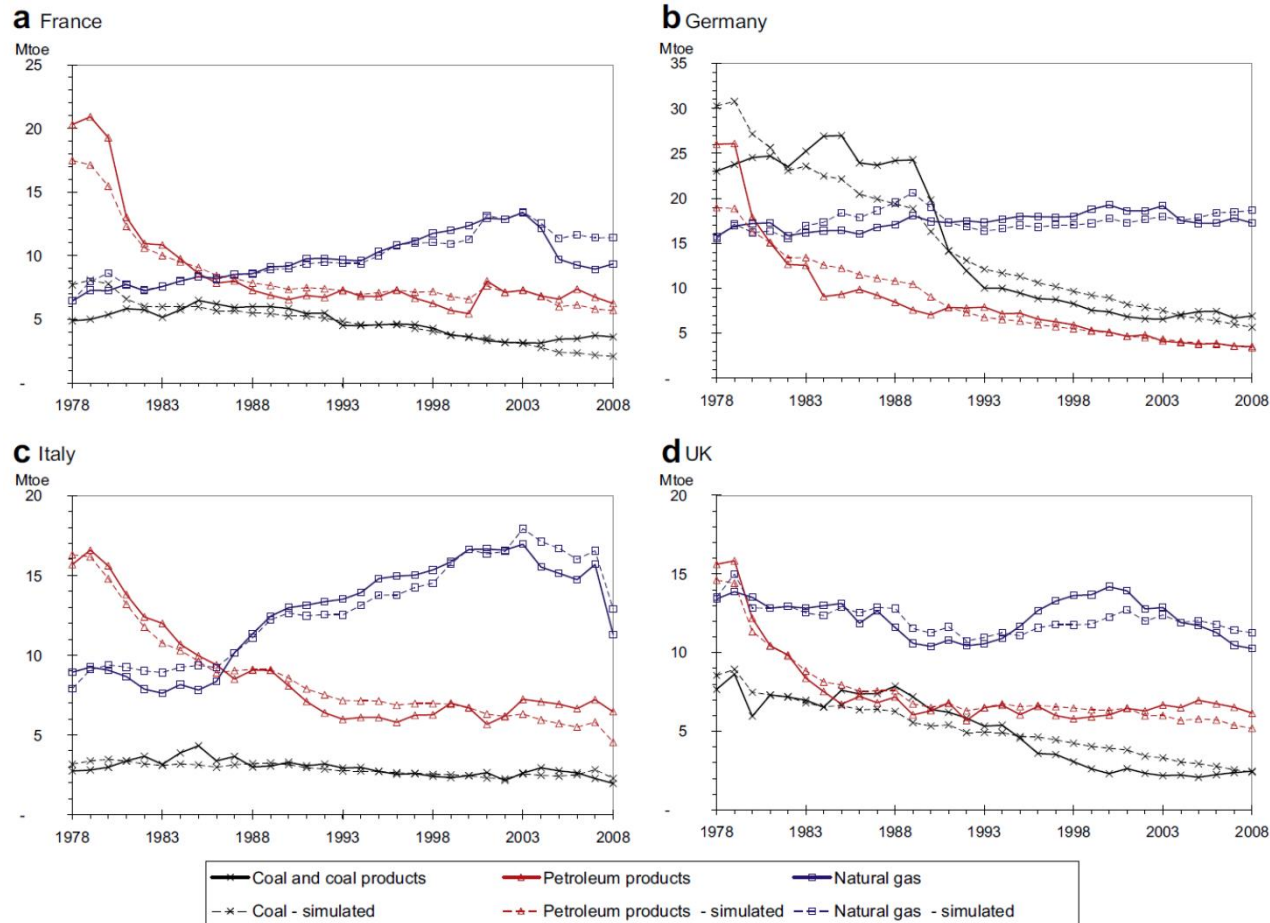 a France
Mtoe
25
20
15
10
5
-
1978 1983 1988 1993 1998 2003 2008
b Germany
Mtoe
35
30
25
20
15
10
5
-
1978 1983 1988 1993 1998 2003 2008
c Italy
Mtoe
20
15
10
5
-
1978 1983 1988 1993 1998 2003 2008
d UK
Mtoe
20
15
10
5
-
1978 1983 1988 1993 1998 2003 2008
Coal and coal products Petroleum products Natural gas
Coal - simulated Petroleum products - simulated Natural gas - simulated